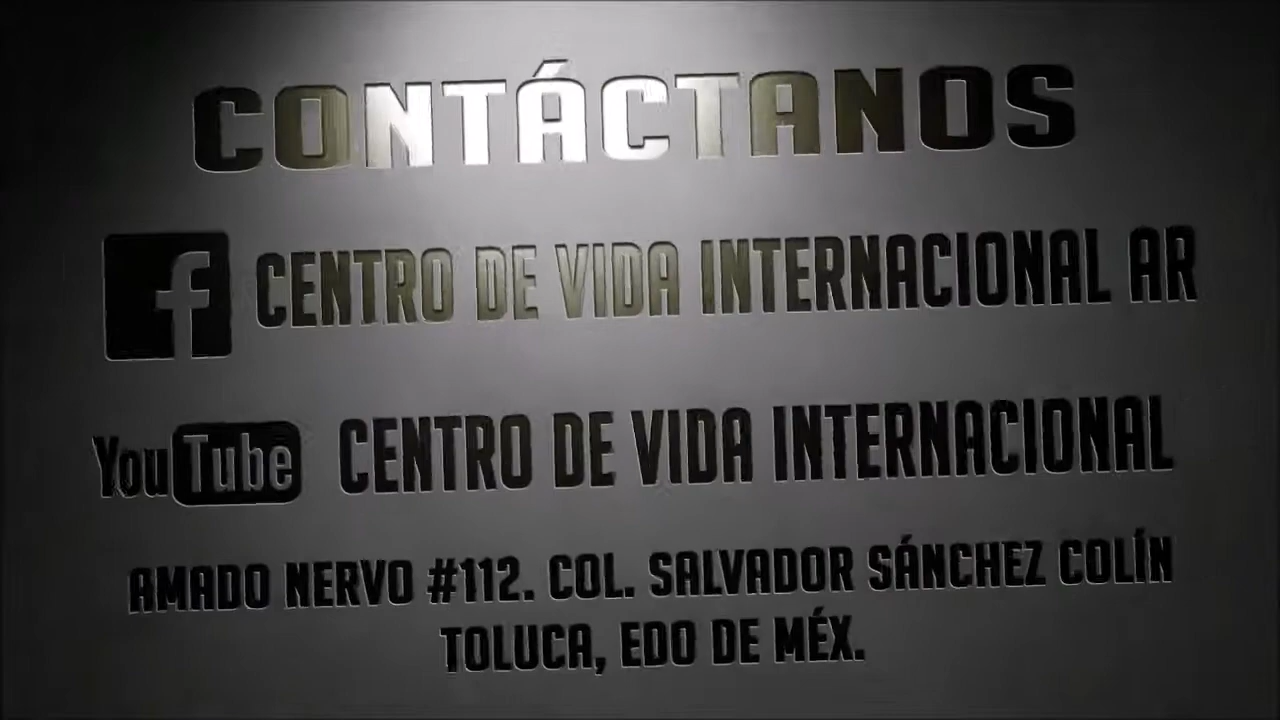 CONTÁCTANOS
f CENTRO DE VIDA INTERNACIONAL AR
YouTube CENTRO DE VIDA INTERNACIONAL
AMADO NERVO #112. COL. SALVADOR SÁNCHEZ COLÍN
TOLUCA, EDO DE MÉX.